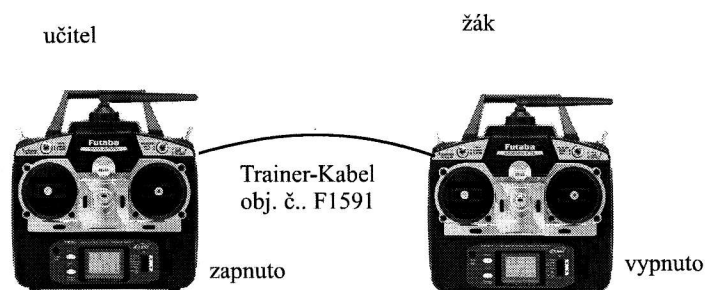 učitel
žák
Futaba
Futaba
Trainer-Kabel
obj. č.. F1591
zapnuto
vypnuto